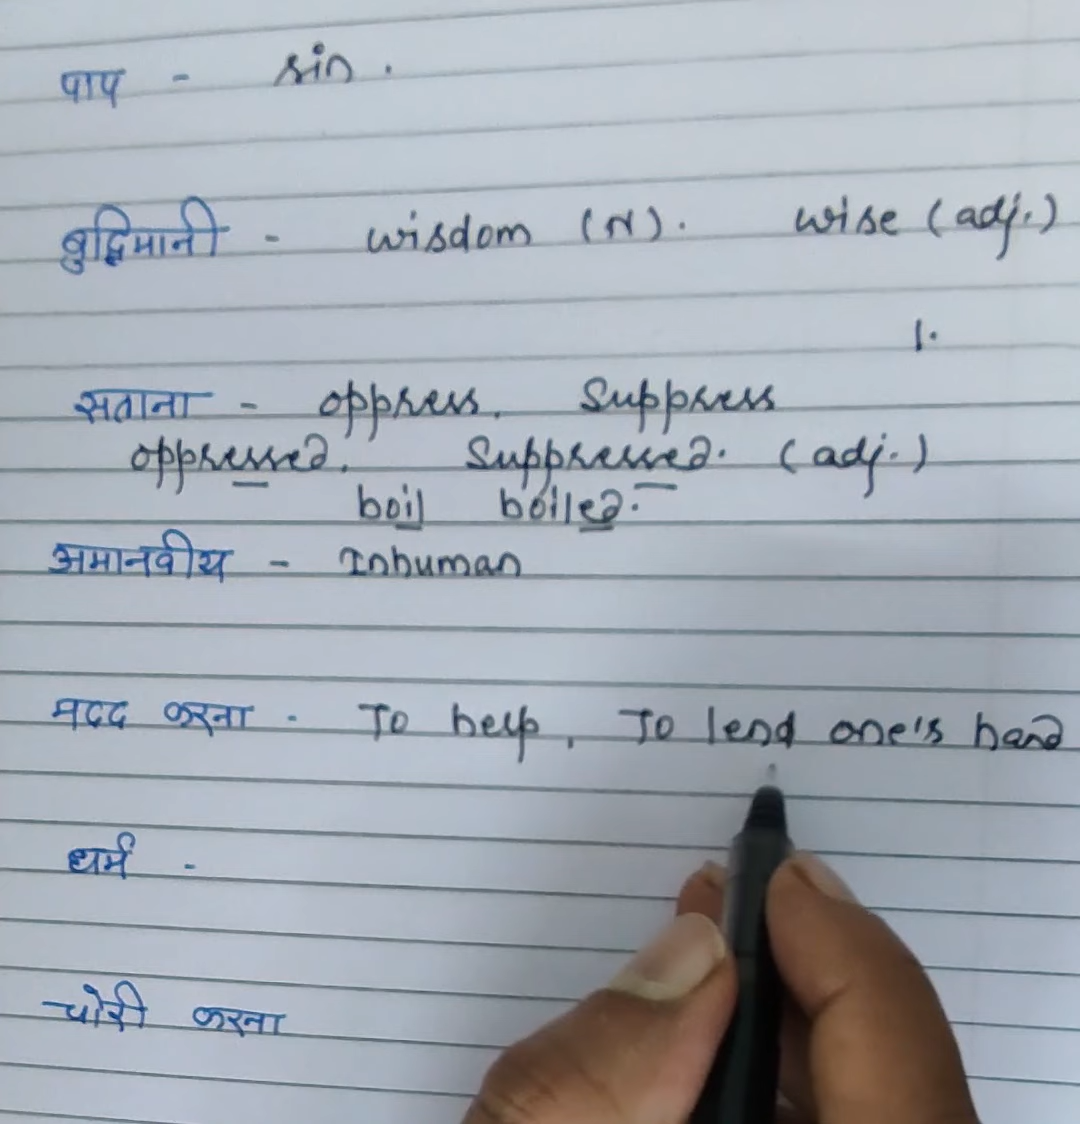 पाप - sin.
बुद्धिमानी - wisdom (N). wise (adj.)
1.
सताना - oppress. Suppress
oppressed. Suppressed. (adj.)
boil boiled.
अमानवीय - Inhuman
मदद करना - To help, To lend one's hand
धर्म -
चोरी करना